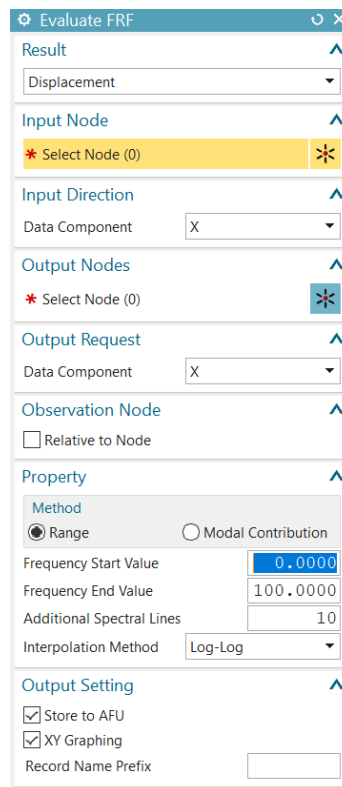 Evaluate FRF
Result
Displacement
Input Node
* Select Node (0)
Input Direction
Data Component X
Output Nodes
* Select Node (0)
Output Request
Data Component X
Observation Node
Relative to Node
Property
Method
Range Modal Contribution
Frequency Start Value 0.0000
Frequency End Value 100.0000
Additional Spectral Lines 10
Interpolation Method Log-Log
Output Setting
Store to AFU
XY Graphing
Record Name Prefix